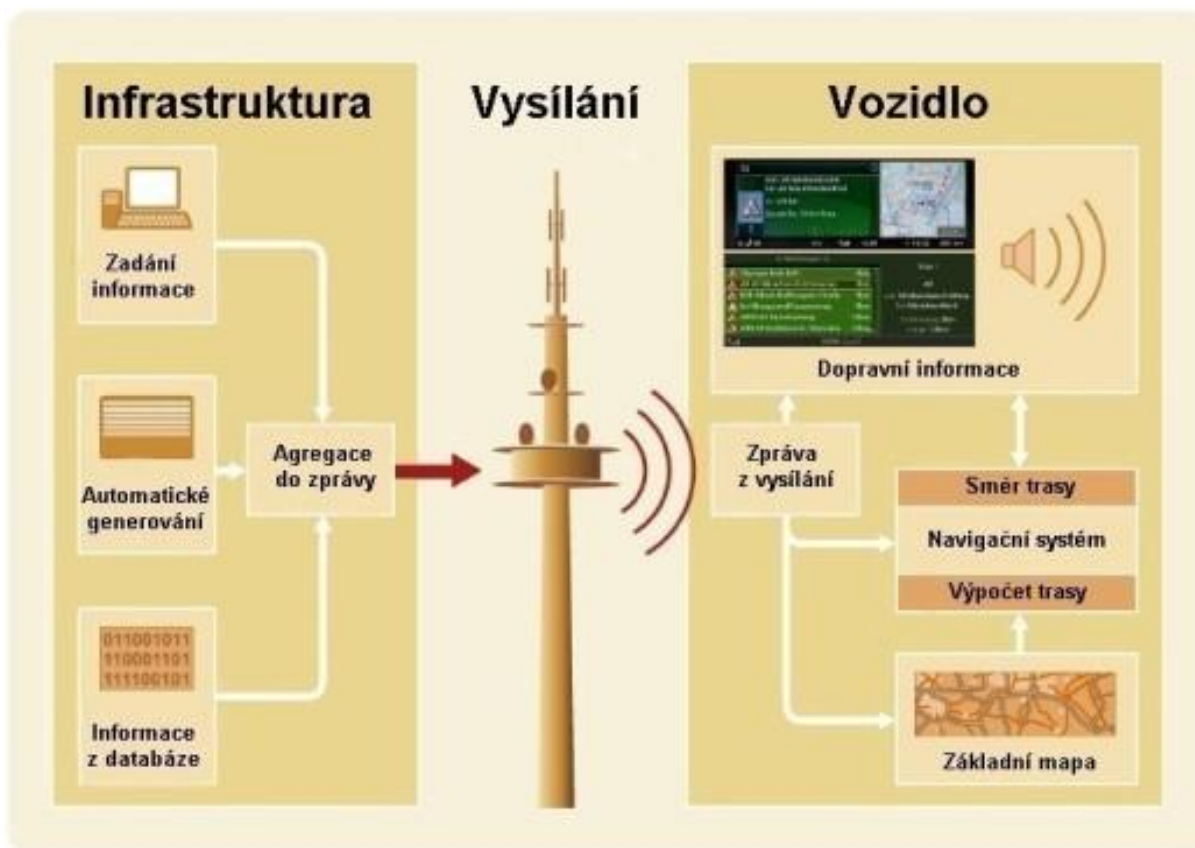 Infrastruktura
Vysílání
Vozidlo
Zadání
informace
Automatické
generování
011001011
110001101
111100101
Informace
z databáze
Agregace
do zprávy
Dopravní informace
Zpráva
z vysílání
Směr trasy
Navigační systém
Výpočet trasy
Základní mapa